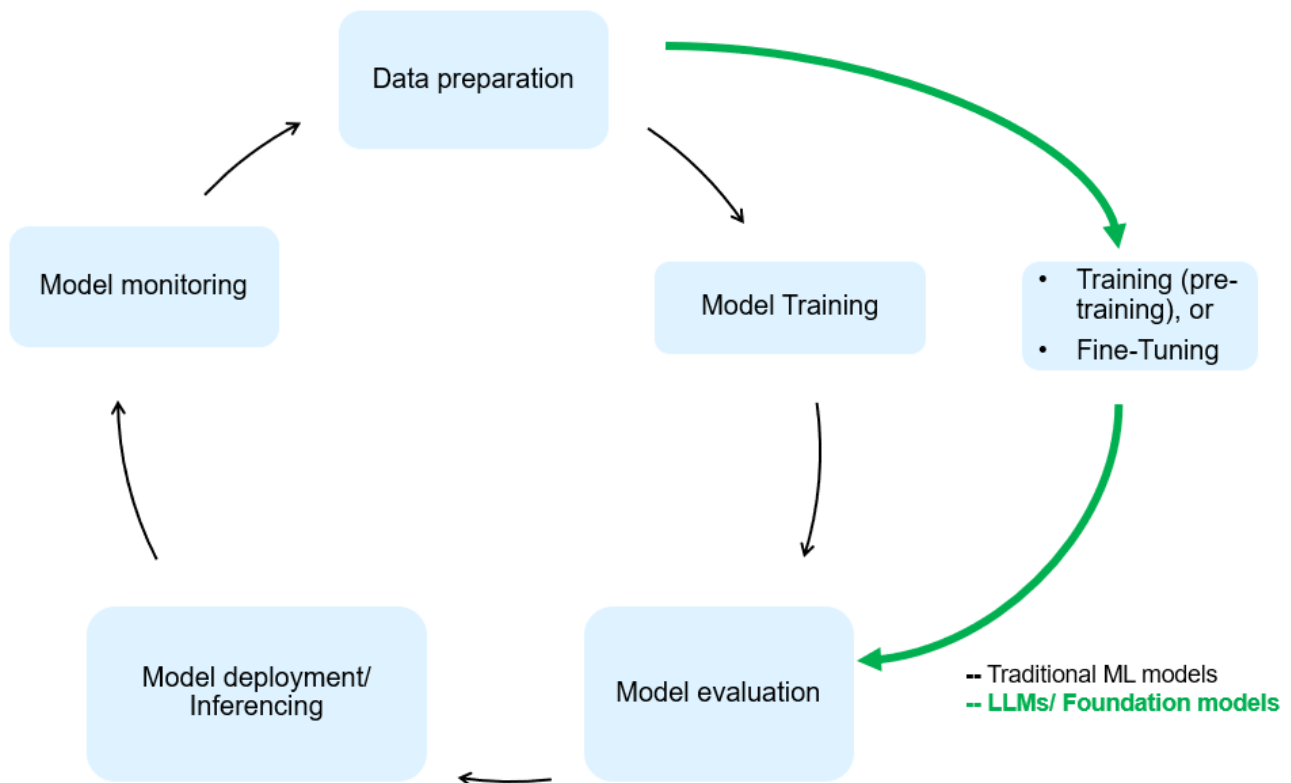 Data preparation
Model monitoring
Model Training
• Training (pre-
training), or
• Fine-Tuning
Model deployment/
Inferencing
Model evaluation
-- Traditional ML models
-- LLMs/ Foundation models